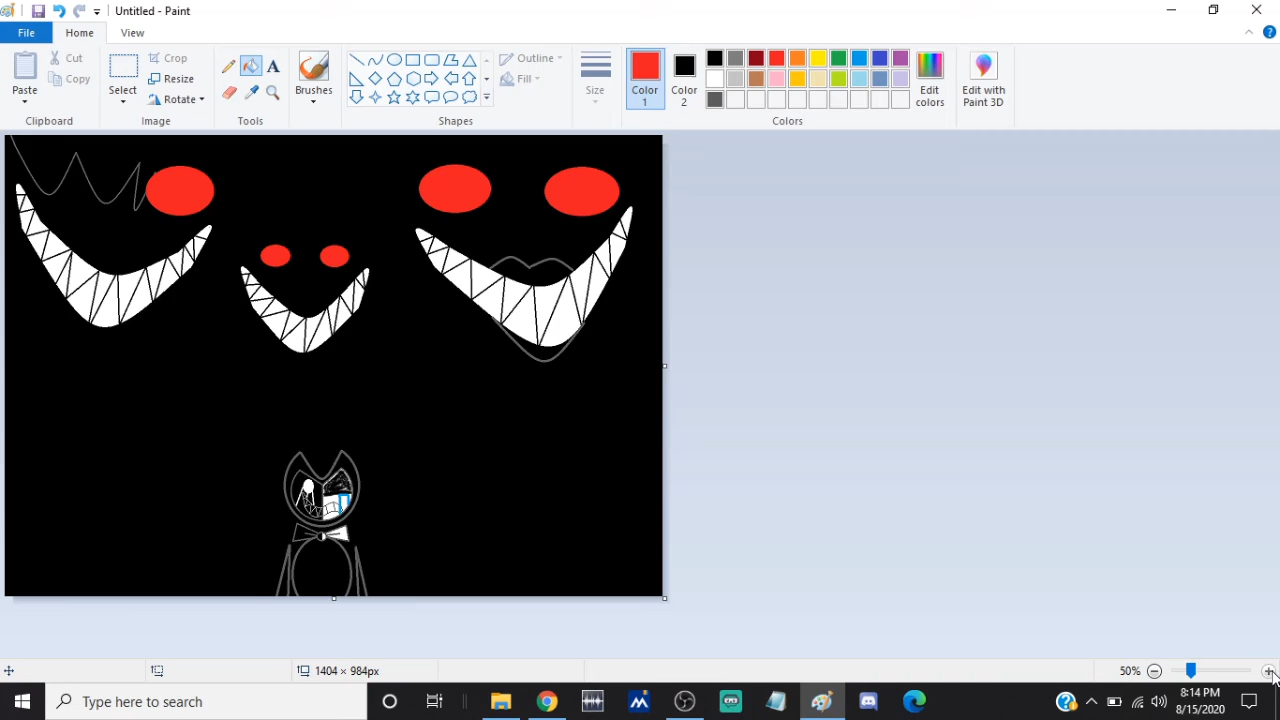 Untitled - Paint
File Home View
Paste
Cut
Copy
Clipboard
Select
Crop
Resize
Rotate
Image
A
Tools
Brushes
Shapes
Outline
Fill
Size
Color 1
Color 2
Colors
Edit colors
Edit with Paint 3D
1404 × 984px
50%
Type here to search
8:14 PM
8/15/2020